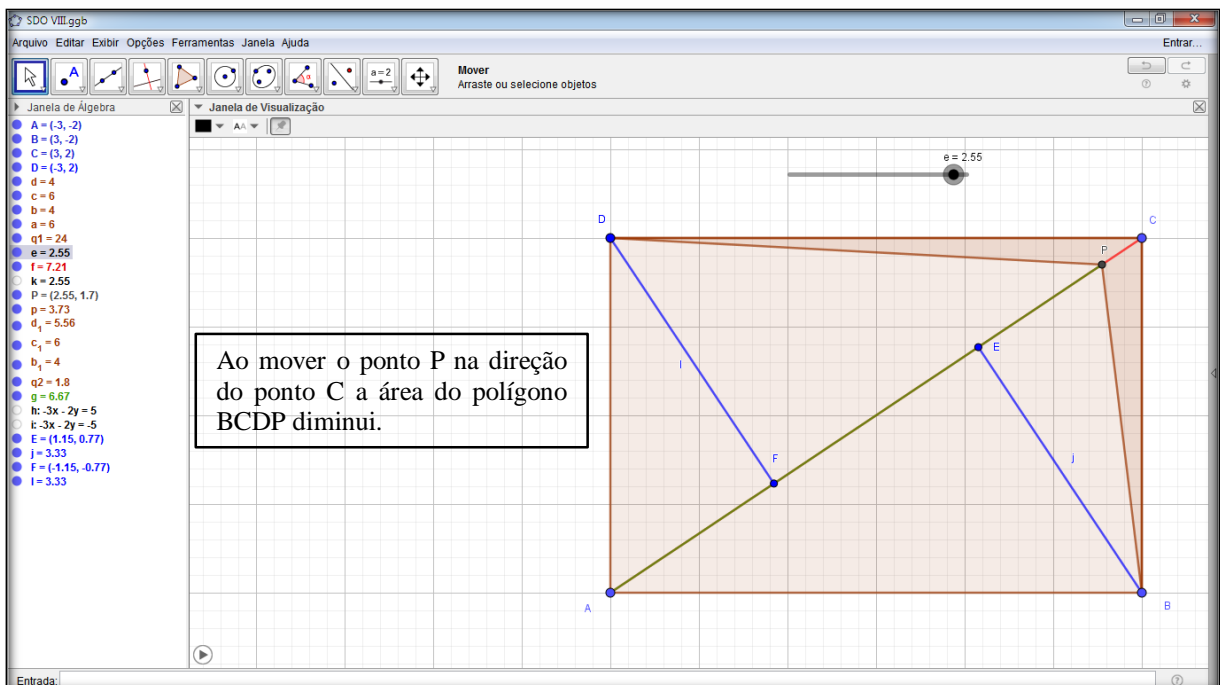 SDO VIII.ggb
Arquivo Editar Exibir Opções Ferramentas Janela Ajuda
Entrar...
A
α
a=2
Mover
Arraste ou selecione objetos
Janela de Álgebra
Janela de Visualização
AA
A = (-3, -2)
B = (3, -2)
C = (3, 2)
D = (-3, 2)
d = 4
c = 6
b = 4
a = 6
q1 = 24
e = 2.55
f = 7.21
k = 2.55
P = (2.55, 1.7)
p = 3.73
d₁ = 5.56
c₁ = 6
b₁ = 4
q2 = 1.8
g = 6.67
h: -3x - 2y = 5
i: -3x - 2y = -5
E = (1.15, 0.77)
j = 3.33
F = (-1.15, -0.77)
l = 3.33
e = 2.55
D
C
P
E
l
Ao mover o ponto P na direção
do ponto C a área do polígono
BCDP diminui.
F
j
A
B
Entrada: